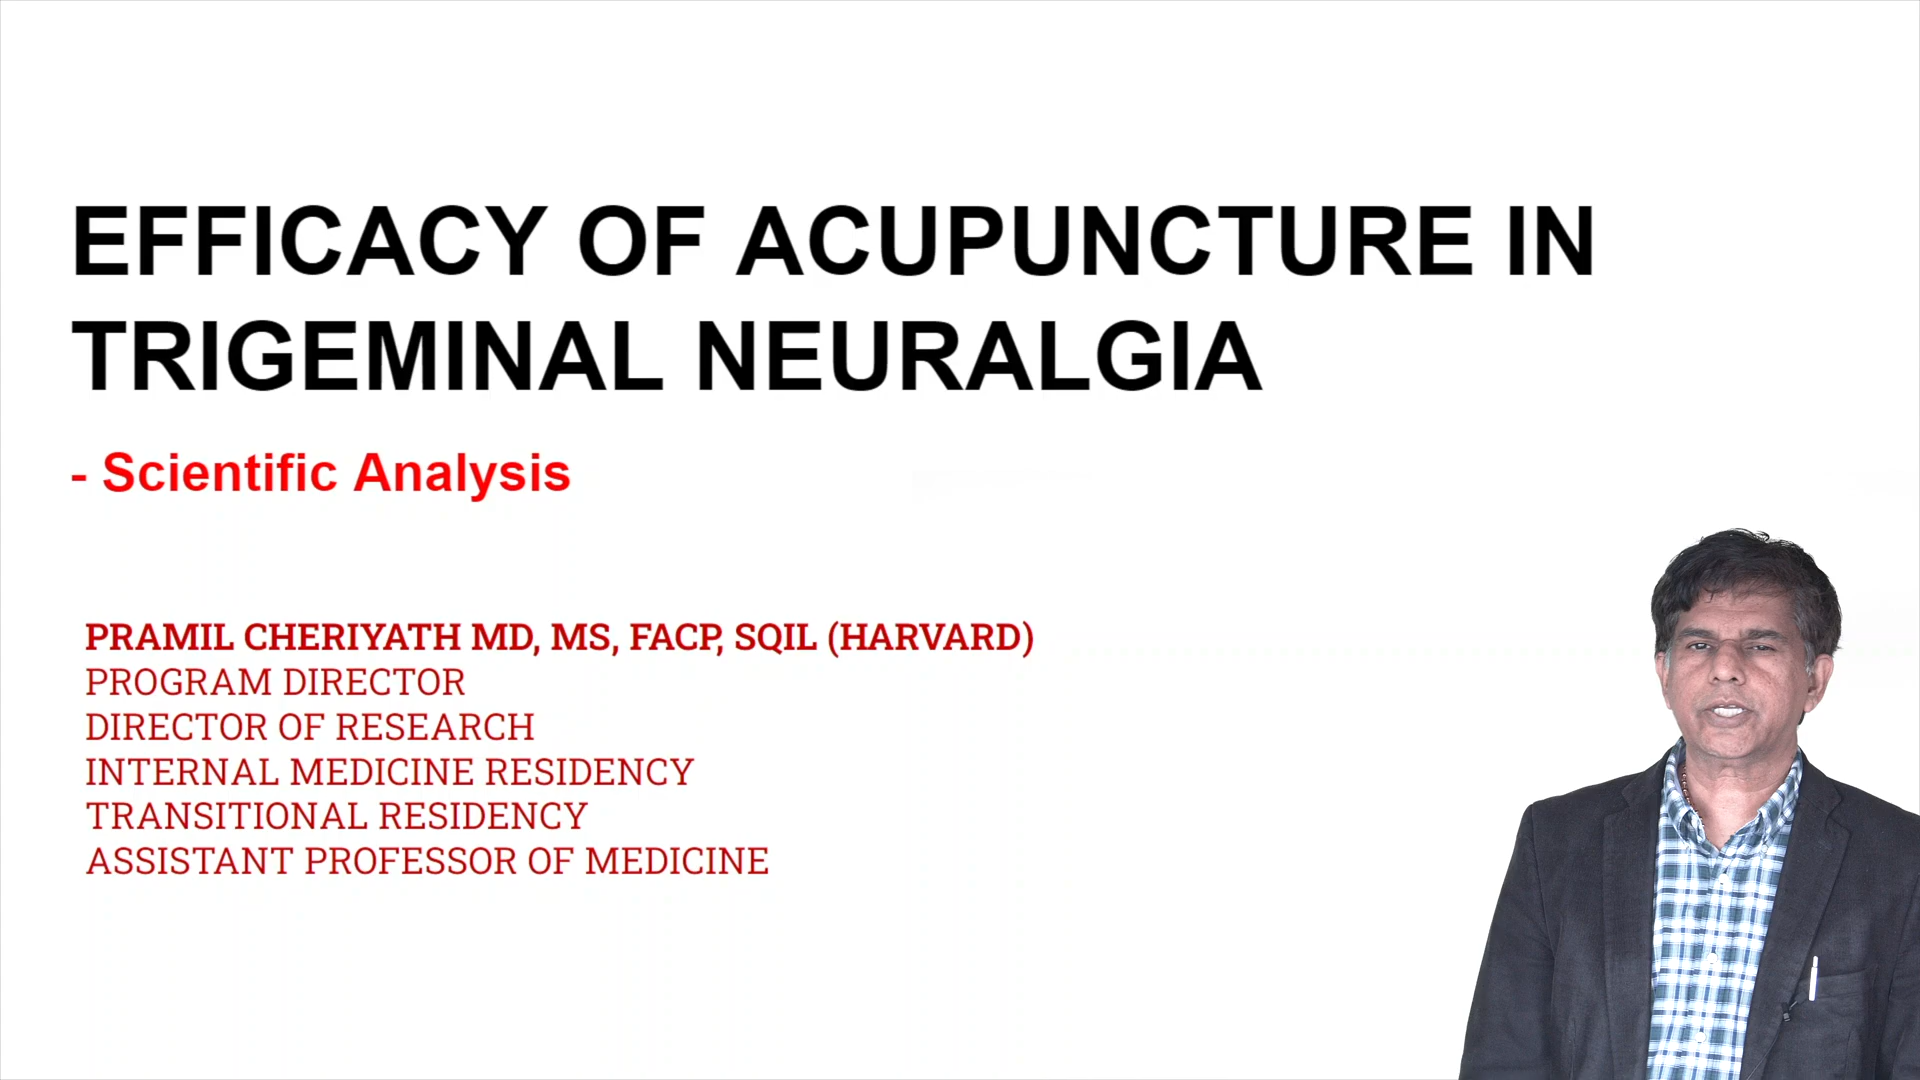 EFFICACY OF ACUPUNCTURE IN
TRIGEMINAL NEURALGIA
- Scientific Analysis
PRAMIL CHERIYATH MD, MS, FACP, SQIL (HARVARD)
PROGRAM DIRECTOR
DIRECTOR OF RESEARCH
INTERNAL MEDICINE RESIDENCY
TRANSITIONAL RESIDENCY
ASSISTANT PROFESSOR OF MEDICINE